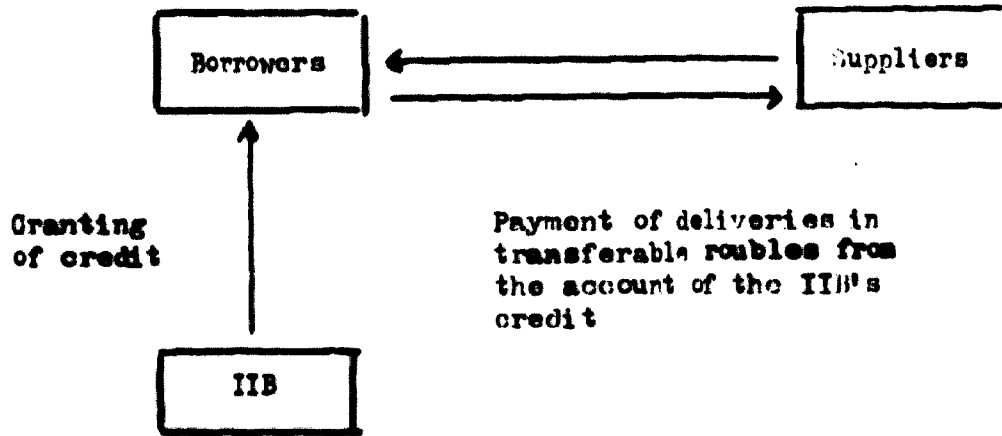 Borrowers
Suppliers
Granting
of credit
Payment of deliveries in
transferable roubles from
the account of the IIB's
credit
IIB